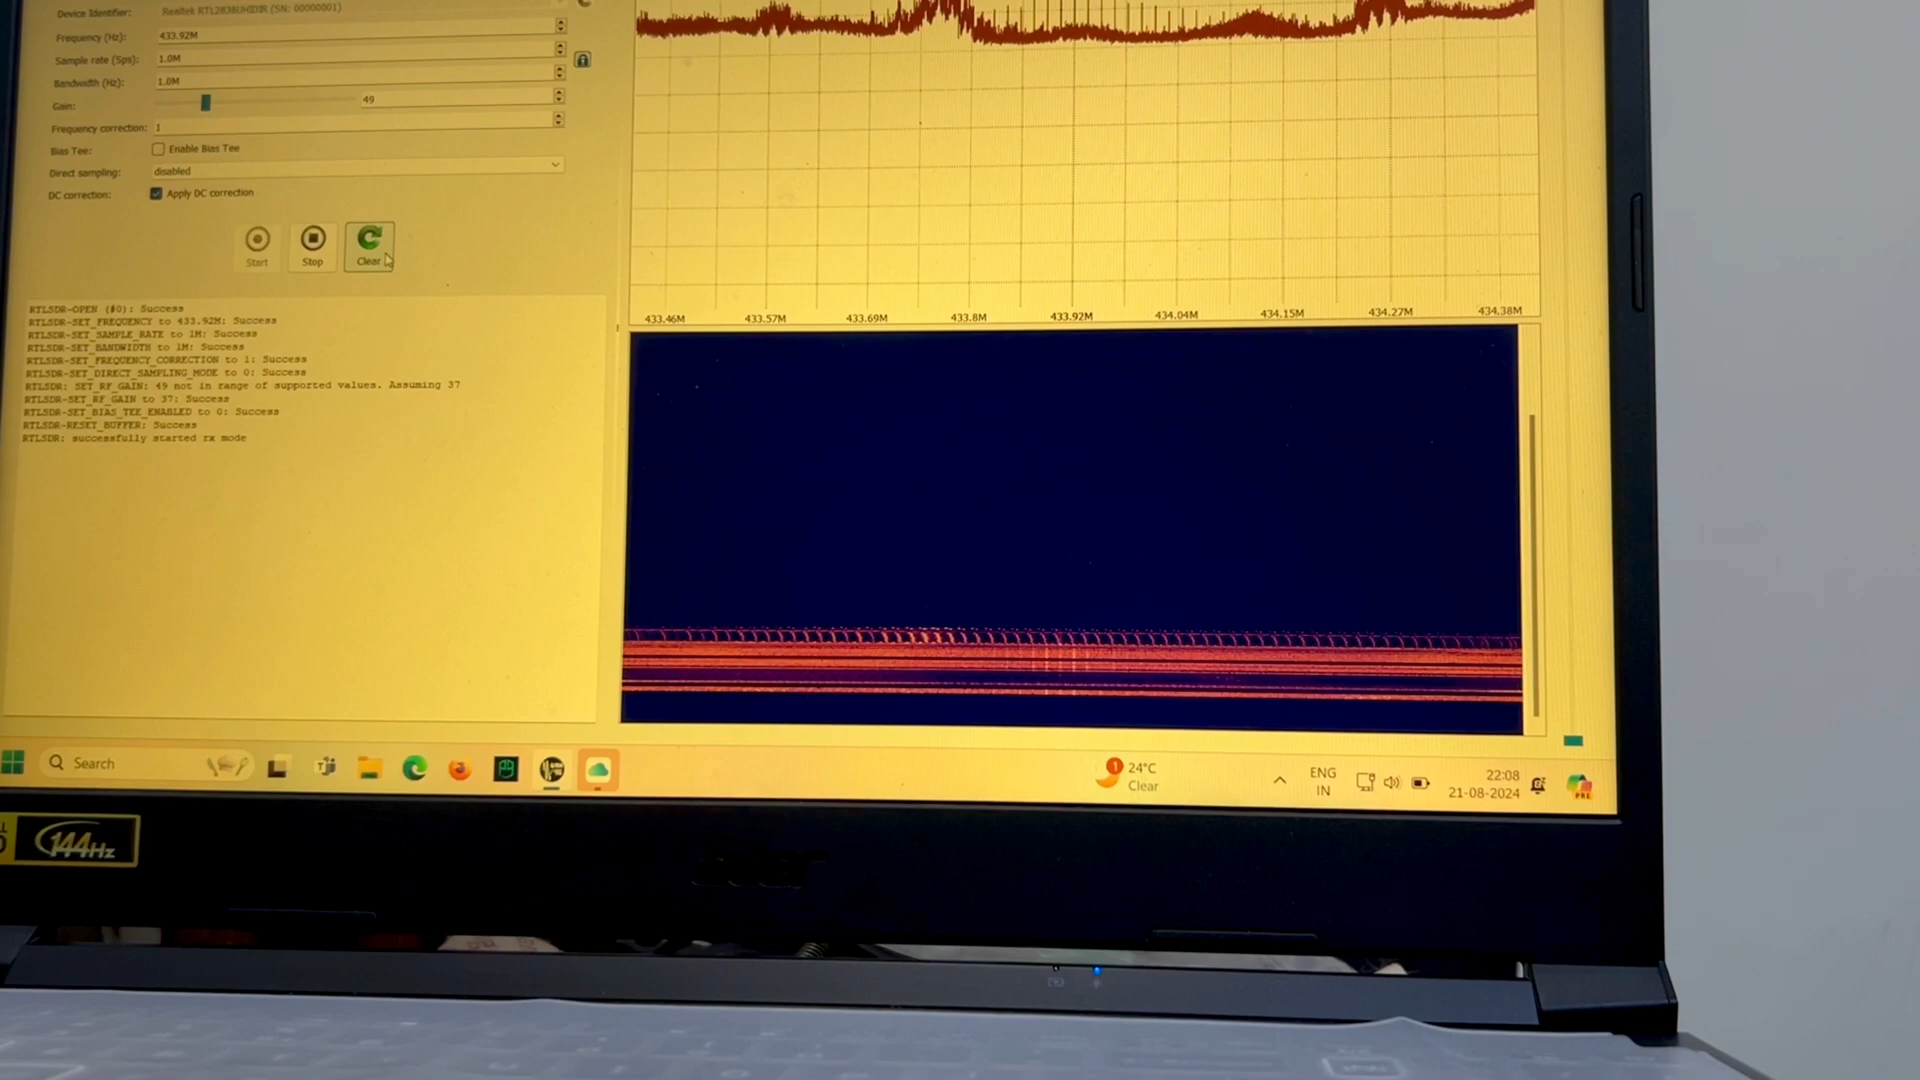 Device Identifier: Realtek RTL2838UHIDIR (SN: 00000001)
Frequency (Hz): 433.92M
Sample rate (Sps): 1.0M
Bandwidth (Hz): 1.0M
Gain: 49
Frequency correction: 1
Bias Tee: Enable Bias Tee
Direct sampling: disabled
DC correction: Apply DC correction
Start Stop Clear
RTLSDR-OPEN (#0): Success
RTLSDR-SET_FREQUENCY to 433.92M: Success
RTLSDR-SET_SAMPLE_RATE to 1M: Success
RTLSDR-SET_BANDWIDTH to 1M: Success
RTLSDR-SET_FREQUENCY_CORRECTION to 1: Success
RTLSDR-SET_DIRECT_SAMPLING_MODE to 0: Success
RTLSDR: SET_RF_GAIN: 49 not in range of supported values. Assuming 37
RTLSDR-SET_RF_GAIN to 37: Success
RTLSDR-SET_BIAS_TEE_ENABLED to 0: Success
RTLSDR-RESET_BUFFER: Success
RTLSDR: successfully started rx mode
433.46M 433.57M 433.69M 433.8M 433.92M 434.04M 434.15M 434.27M 434.38M
Search
1 24°C
Clear
ENG
IN
22:08
21-08-2024
PRE
144Hz